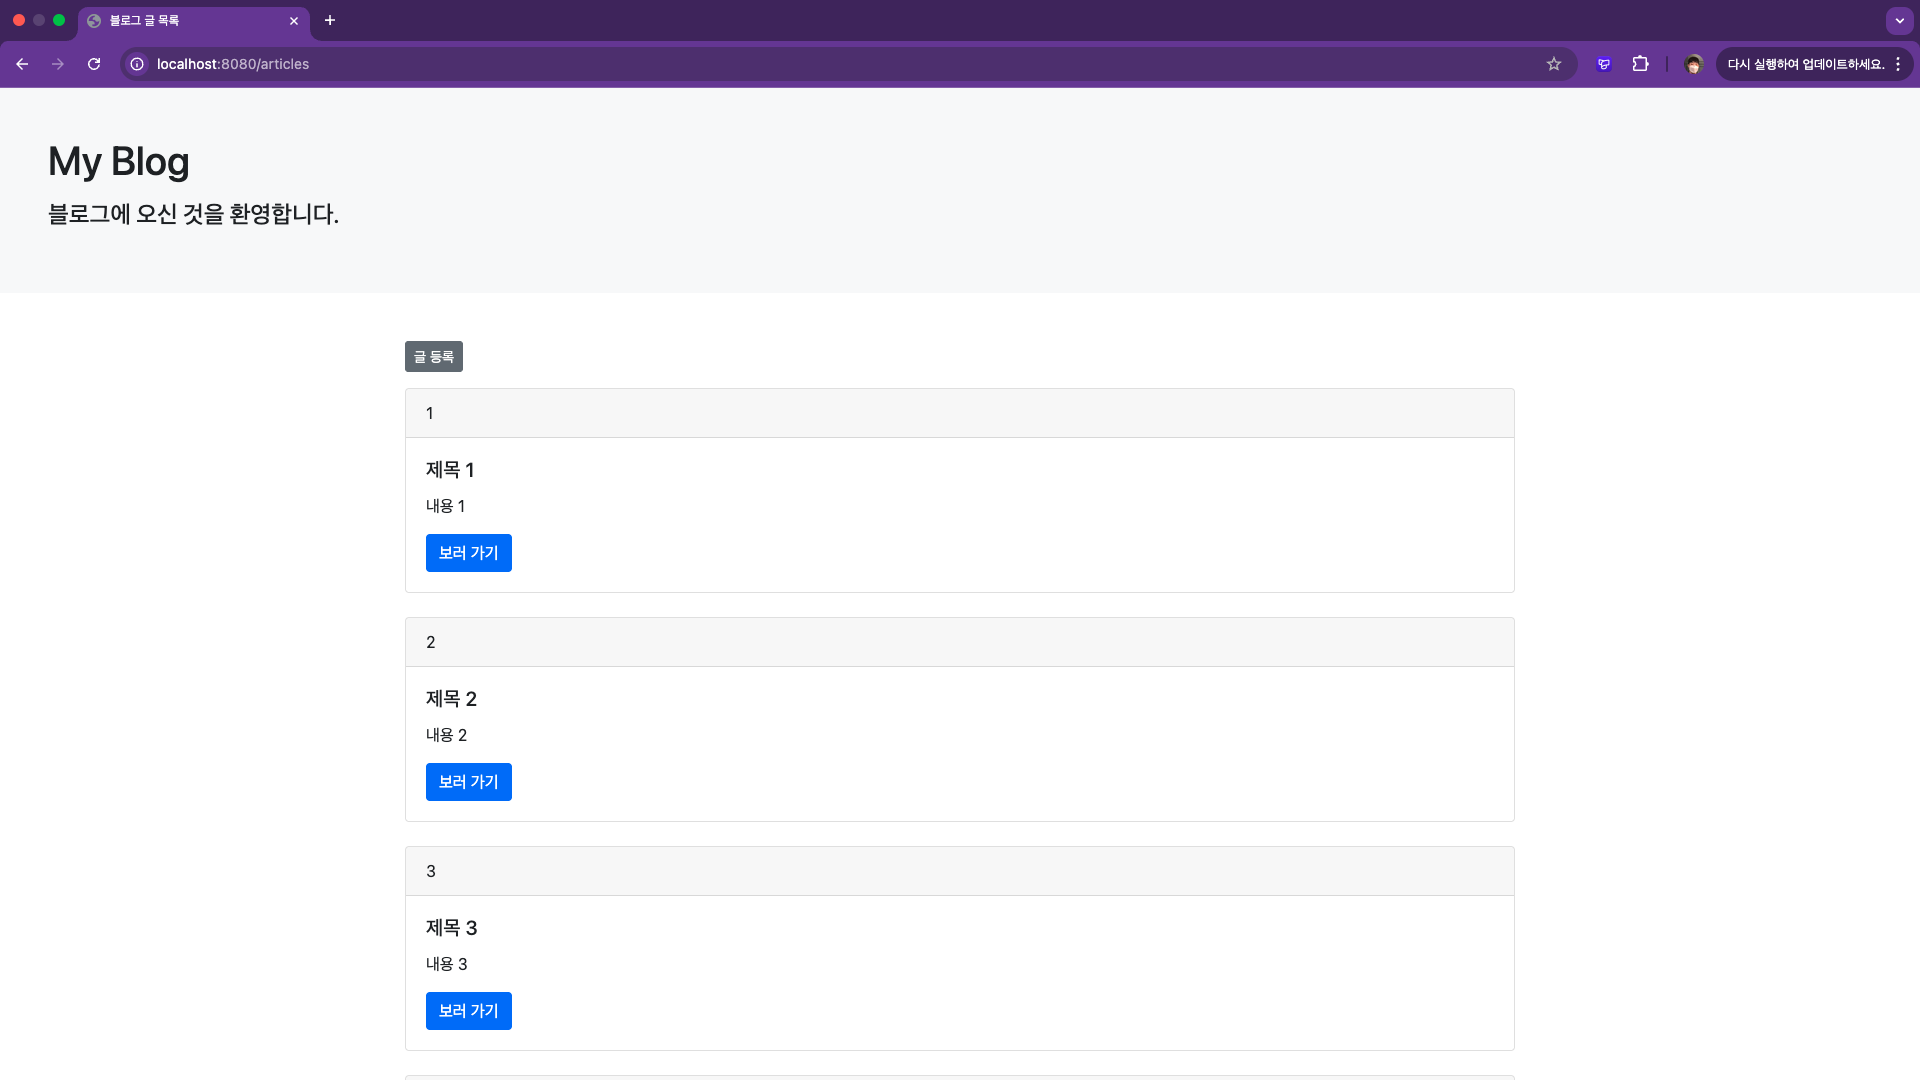 블로그 글 목록
localhost:8080/articles
다시 실행하여 업데이트하세요.
My Blog
블로그에 오신 것을 환영합니다.
글 등록
1
제목 1
내용 1
보러 가기
2
제목 2
내용 2
보러 가기
3
제목 3
내용 3
보러 가기